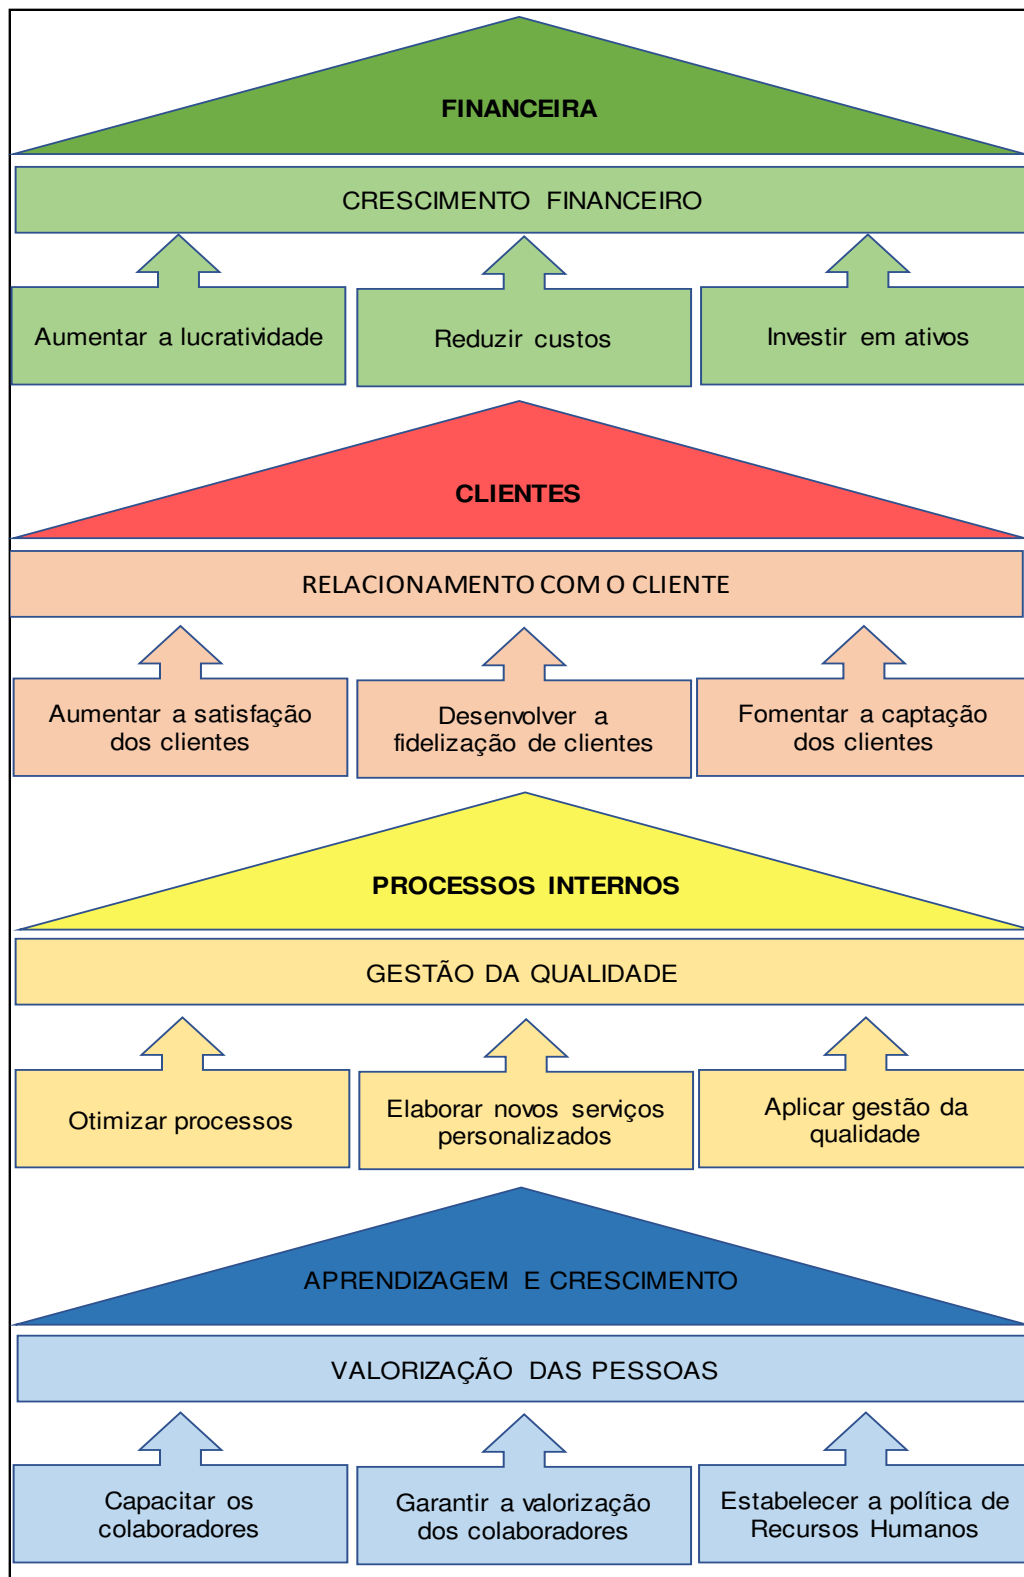 FINANCEIRA
CRESCIMENTO FINANCEIRO
Aumentar a lucratividade
Reduzir custos
Investir em ativos
CLIENTES
RELACIONAMENTO COM O CLIENTE
Aumentar a satisfação
dos clientes
Desenvolver a
fidelização de clientes
Fomentar a captação
dos clientes
PROCESSOS INTERNOS
GESTÃO DA QUALIDADE
Otimizar processos
Elaborar novos serviços
personalizados
Aplicar gestão da
qualidade
APRENDIZAGEM E CRESCIMENTO
VALORIZAÇÃO DAS PESSOAS
Capacitar os
colaboradores
Garantir a valorização
dos colaboradores
Estabelecer a política de
Recursos Humanos